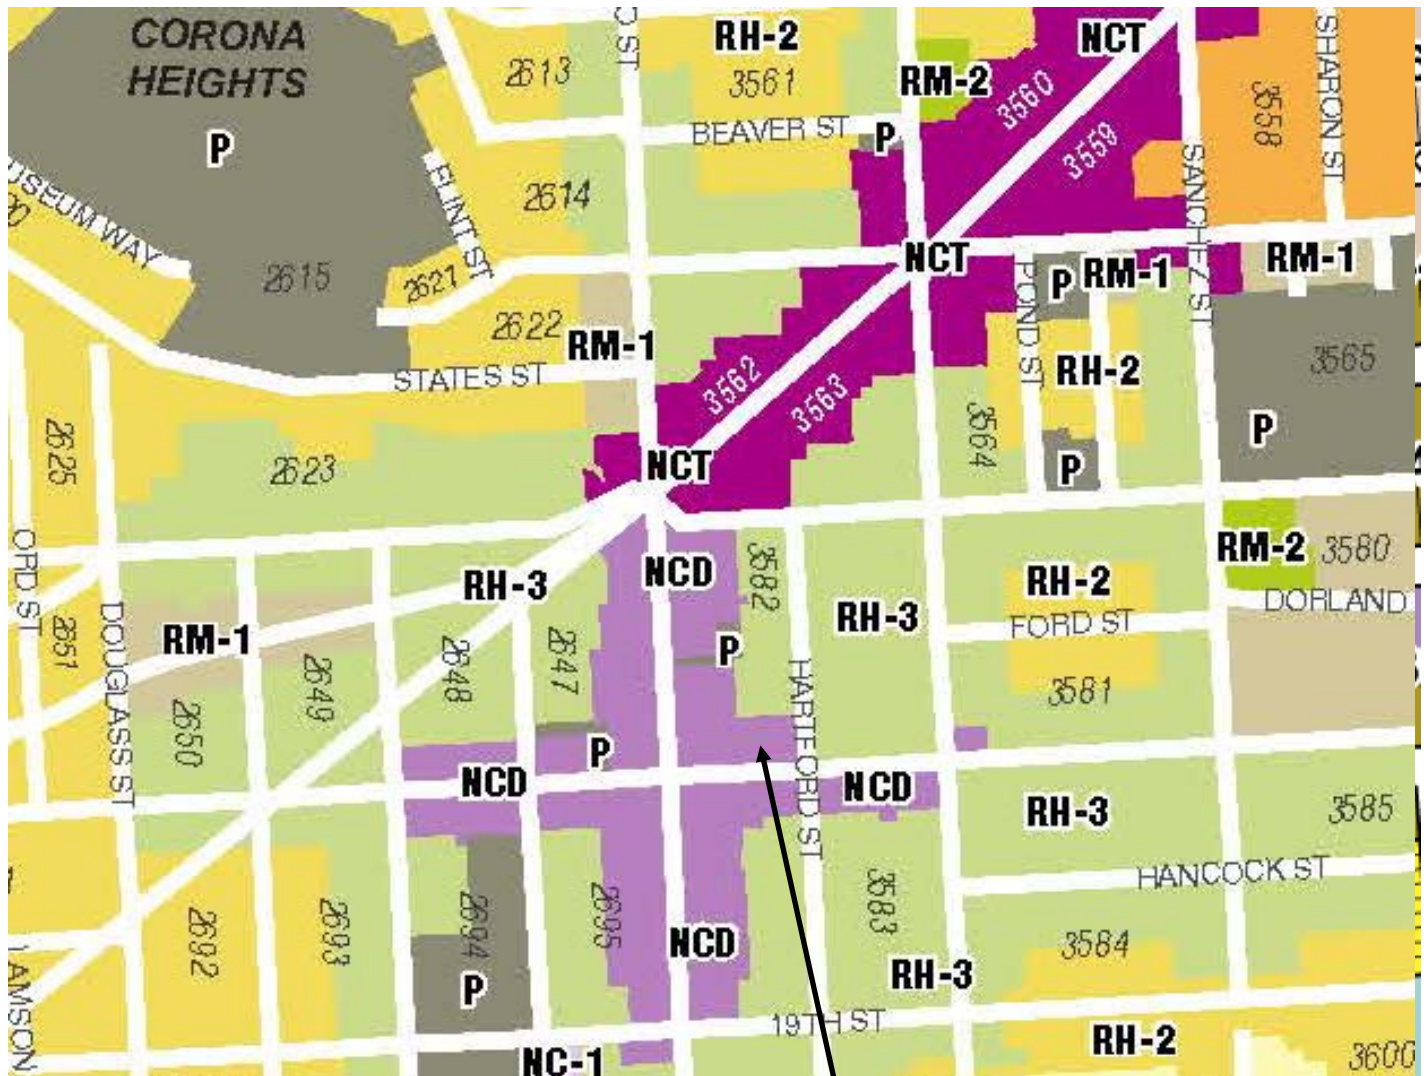 CORONA
HEIGHTS
P
RH-2
3561
2613
RM-2
NCT
3560
3559
3558
SHARON ST
BEAVER ST
P
2614
FLINT ST
2615
2621
2622
NCT
SANCHEZ ST
POND ST
P
RM-1
RM-1
RM-1
STATES ST
3562
3563
RH-2
3565
3564
P
P
2625
2623
NCT
ORD ST
NCD
3582
RH-2
RM-2
3580
RH-3
DORLAND
DOUGLASS ST
RM-1
RH-3
FORD ST
2651
2647
2648
2649
2650
P
3581
HARTFORD ST
P
NCD
NCD
RH-3
3585
HANCOCK ST
2692
2693
2694
2695
3583
NCD
3584
RH-3
P
19TH ST
NC-1
RH-2
3600